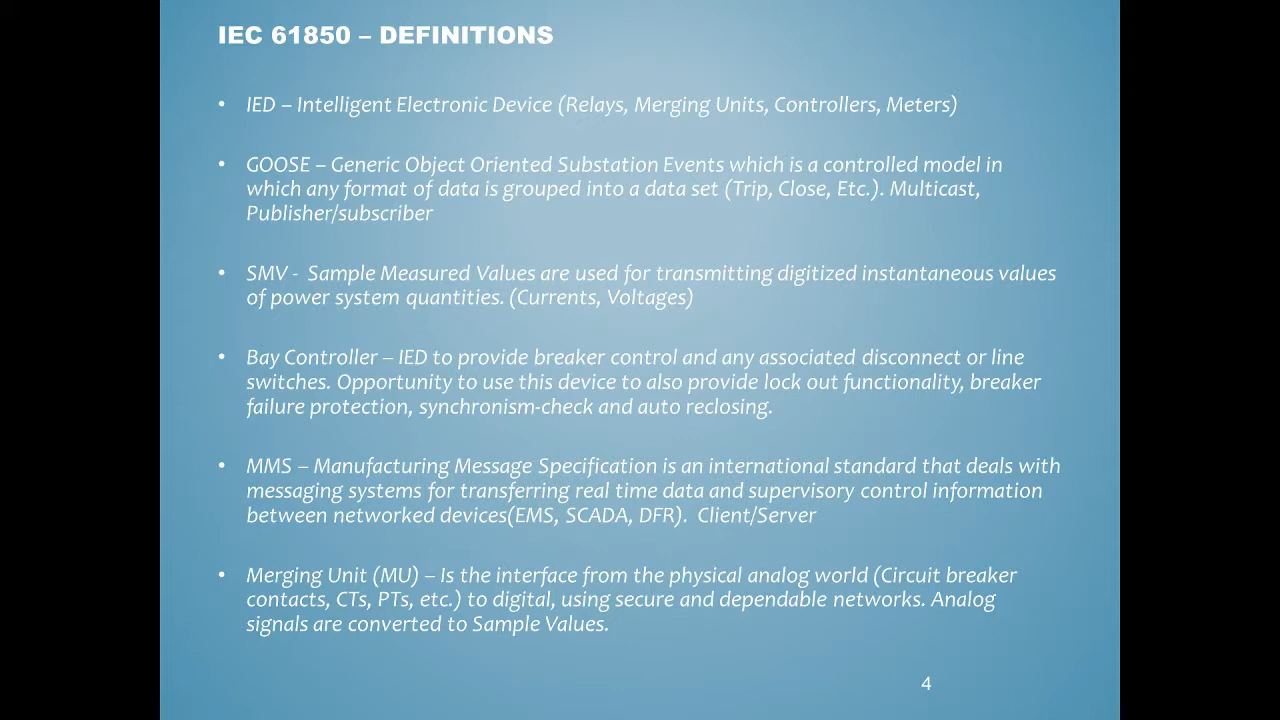 IEC 61850 – DEFINITIONS
• IED – Intelligent Electronic Device (Relays, Merging Units, Controllers, Meters)
• GOOSE – Generic Object Oriented Substation Events which is a controlled model in
which any format of data is grouped into a data set (Trip, Close, Etc.). Multicast,
Publisher/subscriber
• SMV - Sample Measured Values are used for transmitting digitized instantaneous values
of power system quantities. (Currents, Voltages)
• Bay Controller – IED to provide breaker control and any associated disconnect or line
switches. Opportunity to use this device to also provide lock out functionality, breaker
failure protection, synchronism-check and auto reclosing.
• MMS – Manufacturing Message Specification is an international standard that deals with
messaging systems for transferring real time data and supervisory control information
between networked devices(EMS, SCADA, DFR). Client/Server
• Merging Unit (MU) – Is the interface from the physical analog world (Circuit breaker
contacts, CTs, PTs, etc.) to digital, using secure and dependable networks. Analog
signals are converted to Sample Values.
4